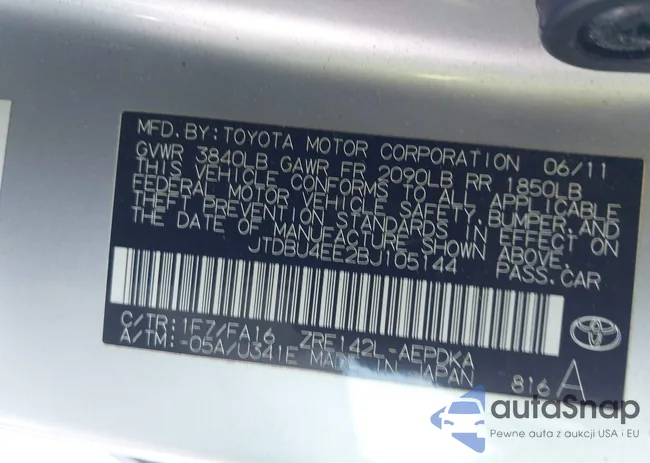 MFD. BY: TOYOTA MOTOR CORPORATION 06/11
GVWR 3840LB GAWR FR 2090LB RR 1850LB
THIS VEHICLE CONFORMS TO ALL APPLICABLE
FEDERAL MOTOR VEHICLE SAFETY, BUMPER, AND
THEFT PREVENTION STANDARDS IN EFFECT ON
THE DATE OF MANUFACTURE SHOWN ABOVE.
JTDBU4EE2BJ105144 PASS. CAR
C/TR: 1F7/FA16 ZRE142L-AEPDKA
A/TM: -05A/U341E MADE IN JAPAN 816 A
autoSnap
Pewne auta z aukcji USA i EU